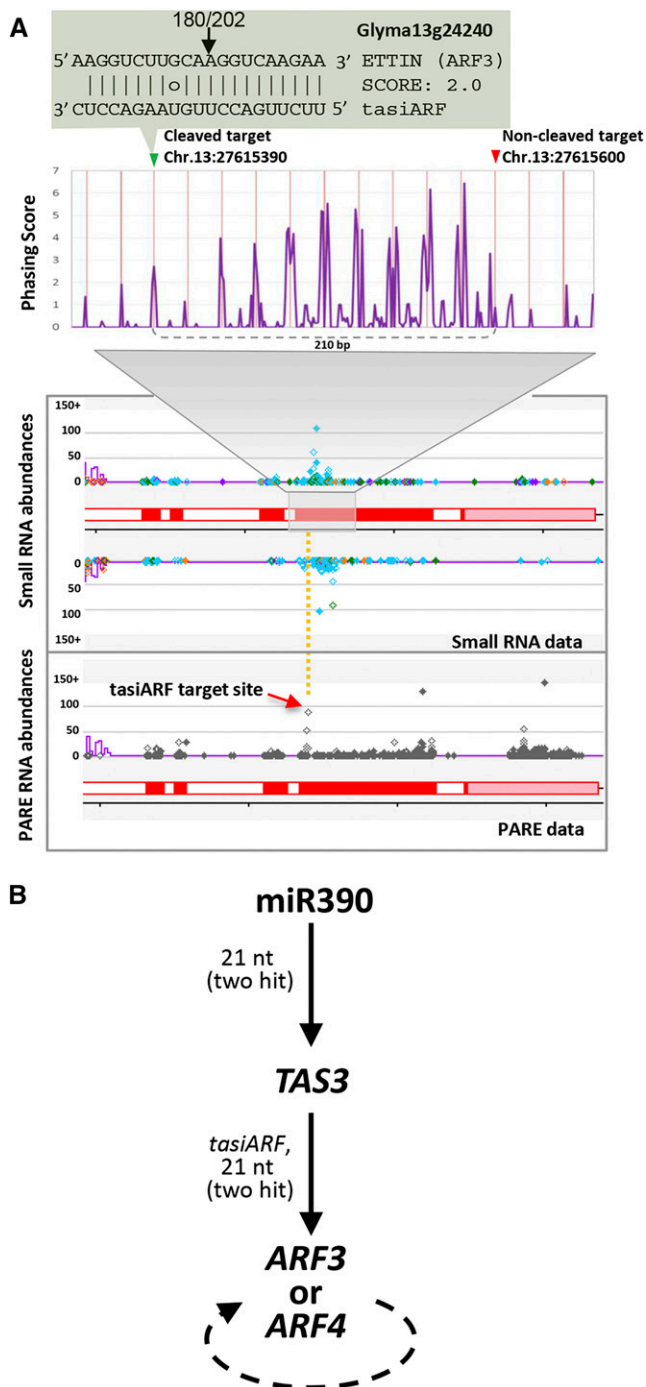 A
180/202
Glyma13g24240
5'AAGGUCUUGCAAGGUCAAGAA 3' ETTIN (ARF3)
||||||||o|||||||||||| SCORE: 2.0
3'CUCCAGAAUGUUCCAGUUCUU 5' tasiARF
Cleaved target
Chr.13:27615390
Non-cleaved target
Chr.13:27615600
Phasing Score
7
6
5
4
3
2
1
0
210 bp
Small RNA abundances
150+
100
50
0
0
50
100
150+
Small RNA data
PARE RNA abundances
150+
100
50
0
tasiARF target site
PARE data
B
miR390
21 nt
(two hit)
TAS3
tasiARF,
21 nt
(two hit)
ARF3
or
ARF4